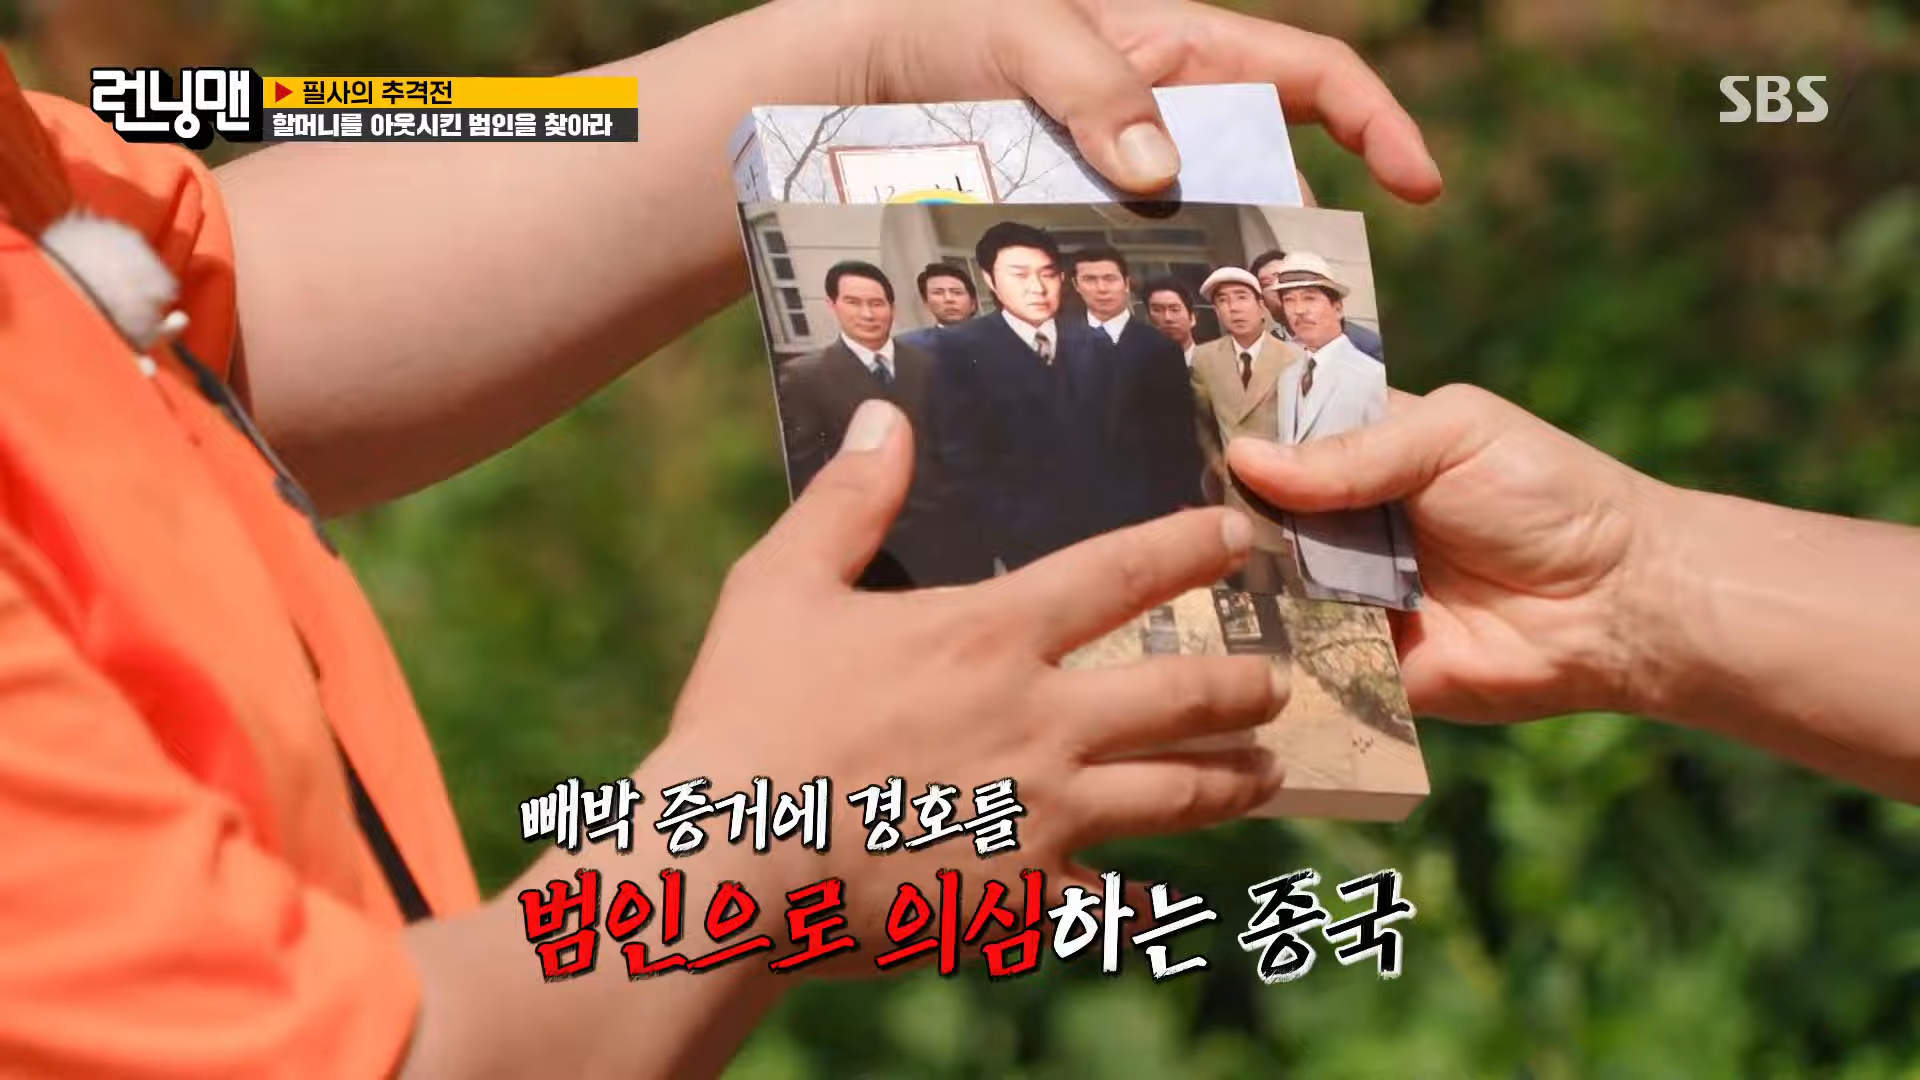 런닝맨
▶ 필사의 추격전
할머니를 아웃시킨 범인을 찾아라
SBS
빼박 증거에 경호를
범인으로 의심하는 종국